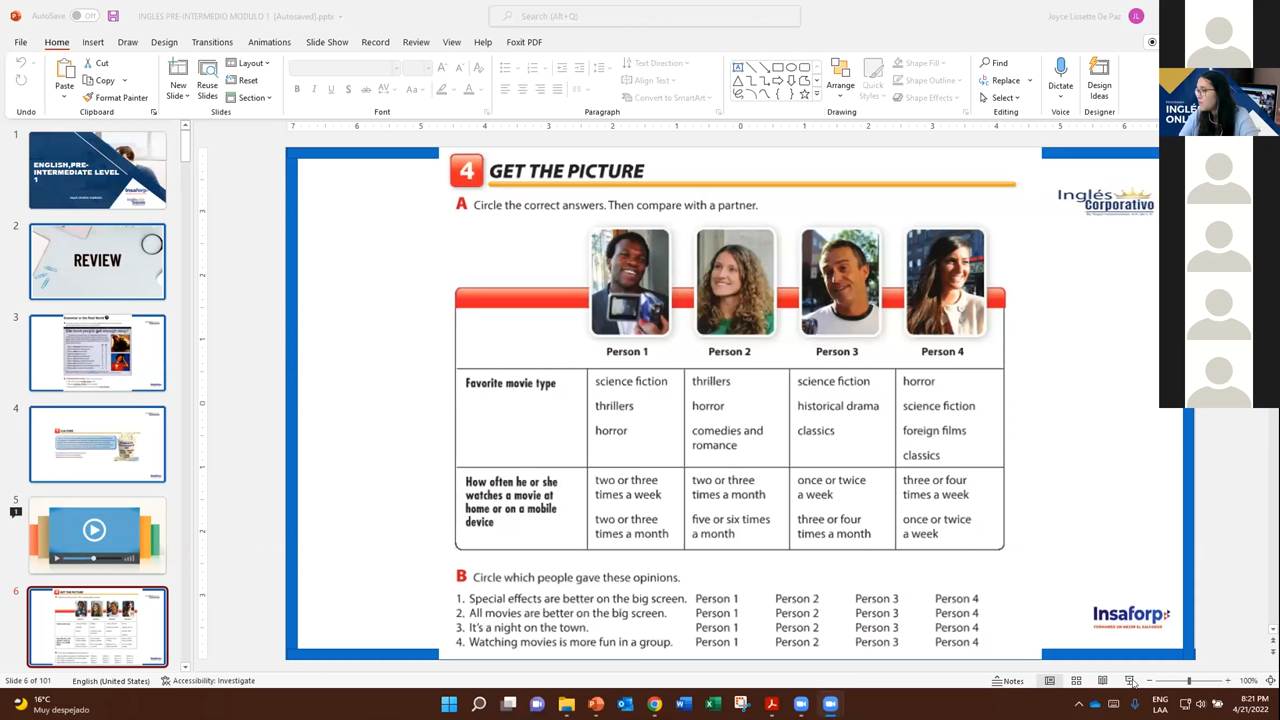 AutoSave Off INGLES PRE-INTERMEDIO MODULO 1 [Autosaved].pptx Search (Alt+Q) Joyce Lissette De Paz JL
File Home Insert Draw Design Transitions Animations Slide Show Record Review View Help Foxit PDF
Paste Cut Copy Format Painter New Slide Reuse Slides Layout Reset Section Text Direction Align Text Convert to SmartArt Arrange Quick Styles Shape Fill Shape Outline Shape Effects Find Replace Select Dictate Design Ideas
Undo Clipboard Slides Font Paragraph Drawing Editing Voice Designer
1
ENGLISH,PRE-
INTERMEDIATE LEVEL
1
Insaforp
2
REVIEW
3
4
5
6
4 GET THE PICTURE
Inglés
Corporativo
A Circle the correct answers. Then compare with a partner.
Person 1 Person 2 Person 3 Person 4
Favorite movie type
science fiction
thrillers
horror
thrillers
horror
comedies and
romance
science fiction
historical drama
classics
horror
science fiction
foreign films
classics
How often he or she
watches a movie at
home or on a mobile
device
two or three
times a week
two or three
times a month
two or three
times a month
five or six times
a month
once or twice
a week
three or four
times a month
three or four
times a week
once or twice
a week
B Circle which people gave these opinions.
1. Special effects are better on the big screen. Person 1 Person 2 Person 3 Person 4
2. All movies are better on the big screen. Person 1 Person 2 Person 3 Person 4
3. It's a night on the town. Person 1 Person 2 Person 3 Person 4
4. Watching movies is more fun in a group. Person 1 Person 2 Person 3 Person 4
Insaforp
Slide 6 of 101 English (United States) Accessibility: Investigate Notes 100%
16°C
Muy despejado
ENG
LAA
8:21 PM
4/21/2022